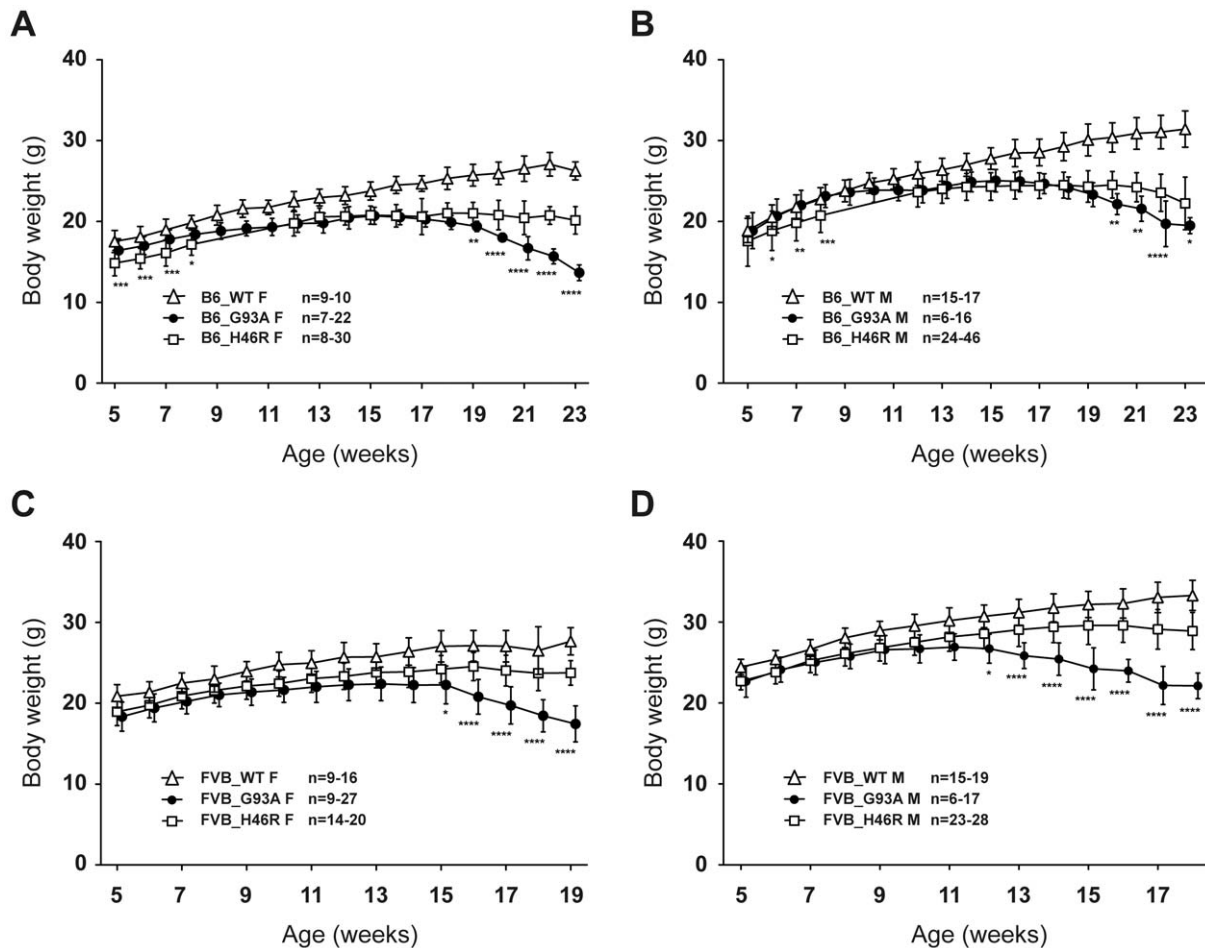 A
Body weight (g)
40
30
20
10
0
*** *** *** * ** **** **** **** ****
B6_WT F n=9-10
B6_G93A F n=7-22
B6_H46R F n=8-30
5 7 9 11 13 15 17 19 21 23
Age (weeks)
B
Body weight (g)
40
30
20
10
0
* ** *** ** ** **** *
B6_WT M n=15-17
B6_G93A M n=6-16
B6_H46R M n=24-46
5 7 9 11 13 15 17 19 21 23
Age (weeks)
C
Body weight (g)
40
30
20
10
0
* **** **** **** ****
FVB_WT F n=9-16
FVB_G93A F n=9-27
FVB_H46R F n=14-20
5 7 9 11 13 15 17 19
Age (weeks)
D
Body weight (g)
40
30
20
10
0
* **** **** **** **** **** ****
FVB_WT M n=15-19
FVB_G93A M n=6-17
FVB_H46R M n=23-28
5 7 9 11 13 15 17
Age (weeks)